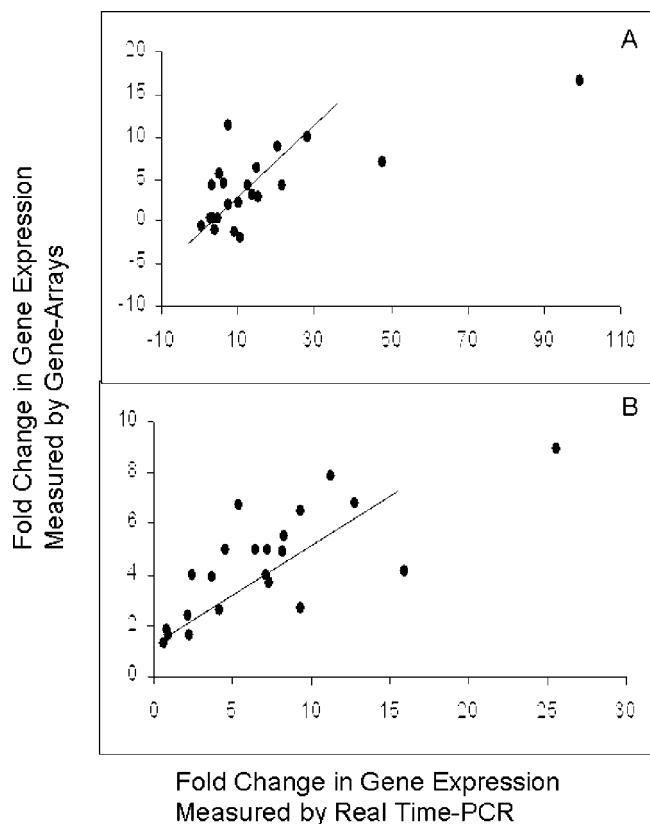 A
20
15
10
5
0
-5
-10
-10 10 30 50 70 90 110
Fold Change in Gene Expression
Measured by Gene-Arrays
B
10
8
6
4
2
0
0 5 10 15 20 25 30
Fold Change in Gene Expression
Measured by Real Time-PCR